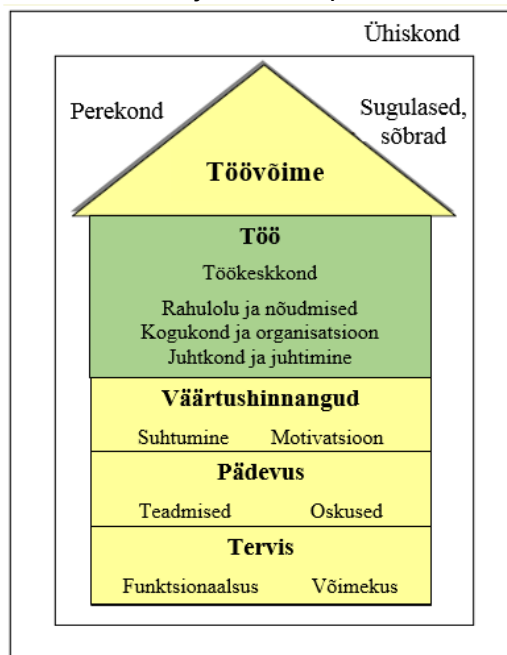 Ühiskond
Perekond
Sugulased,
sõbrad
Töövõime
Töö
Töökeskkond
Rahulolu ja nõudmised
Kogukond ja organisatsioon
Juhtkond ja juhtimine
Väärtushinnangud
Suhtumine Motivatsioon
Pädevus
Teadmised Oskused
Tervis
Funktsionaalsus Võimekus